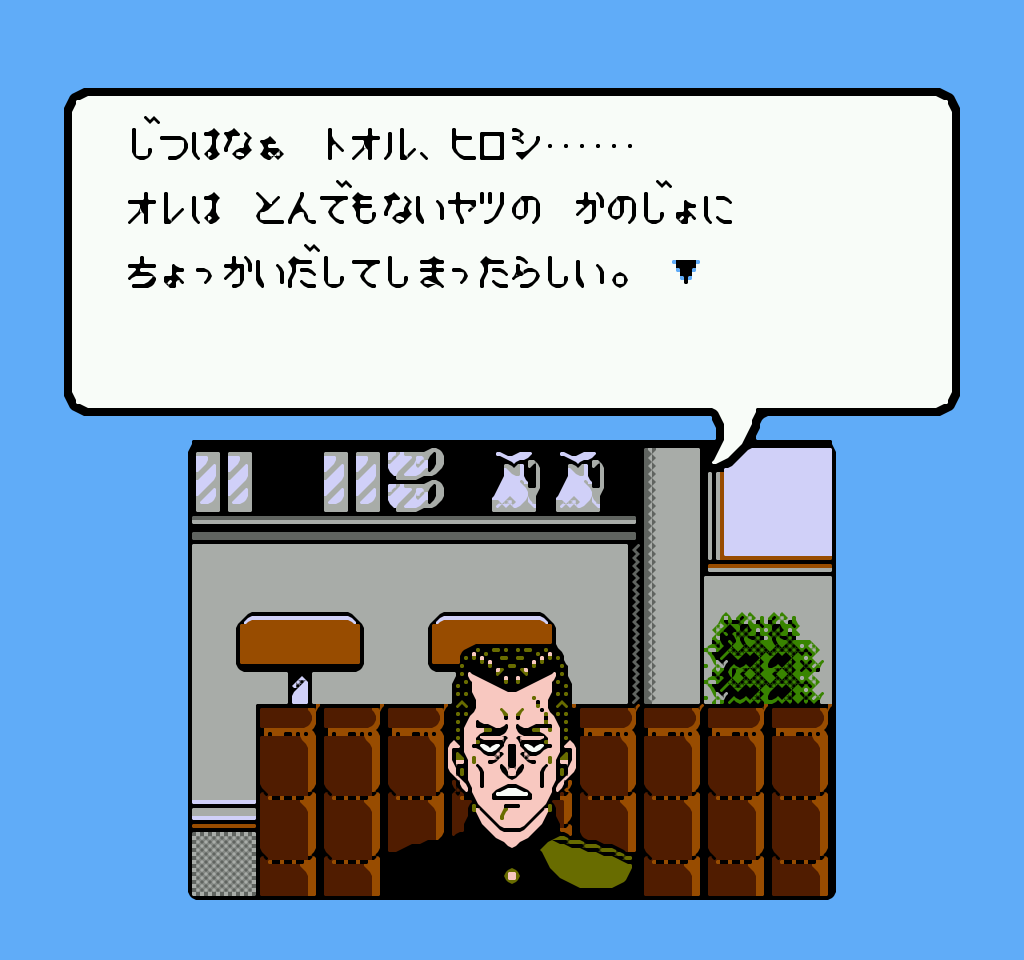 じつはなぁ　トオル、ヒロシ‥‥‥
オレは　とんでもないヤツの　かのじょに
ちょっかいだしてしまったらしい。　▼